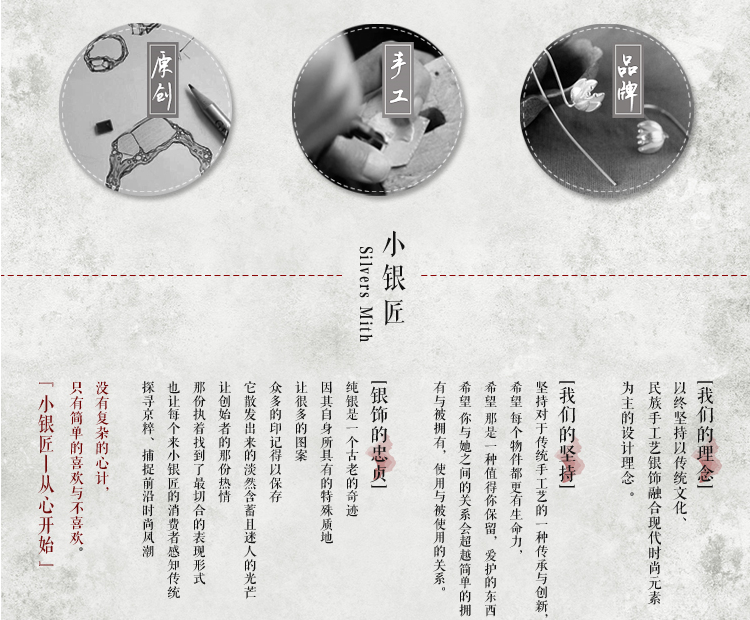 原创
手工
品牌
小银匠
Silvers Mith
[我们的理念]
以终坚持以传统文化、
民族手工艺银饰融合现代时尚元素
为主的设计理念。
[我们的坚持]
坚持对于传统手工艺的一种传承与创新,
希望 每个物件都更有生命力,
希望 那是一种值得你保留，爱护的东西
希望 你与她之间的关系会超越简单的拥
有与被拥有，使用与被使用的关系。
[银饰的忠贞]
纯银是一个古老的奇迹
因其自身所具有的特殊质地
让很多的图案
众多的印记得以保存
它散发出来的淡然含蓄且迷人的光芒
让创始者的那份热情
那份执着找到了最切合的表现形式
也让每个来小银匠的消费者感知传统
探寻京粹、捕捉前沿时尚风潮
没有复杂的心计，
只有简单的喜欢与不喜欢。
「小银匠—从心开始」